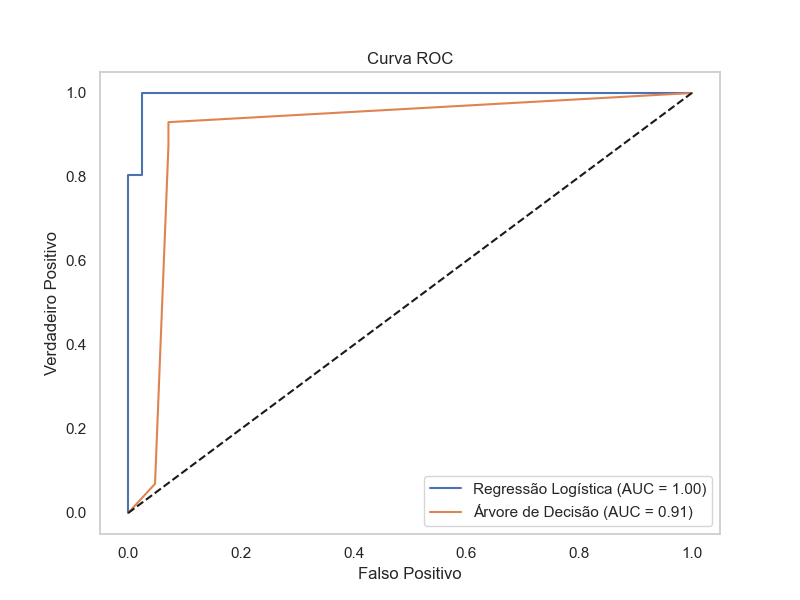 Curva ROC
1.0
0.8
0.6
0.4
0.2
0.0
Verdadeiro Positivo
Regressão Logística (AUC = 1.00)
Árvore de Decisão (AUC = 0.91)
0.0 0.2 0.4 0.6 0.8 1.0
Falso Positivo